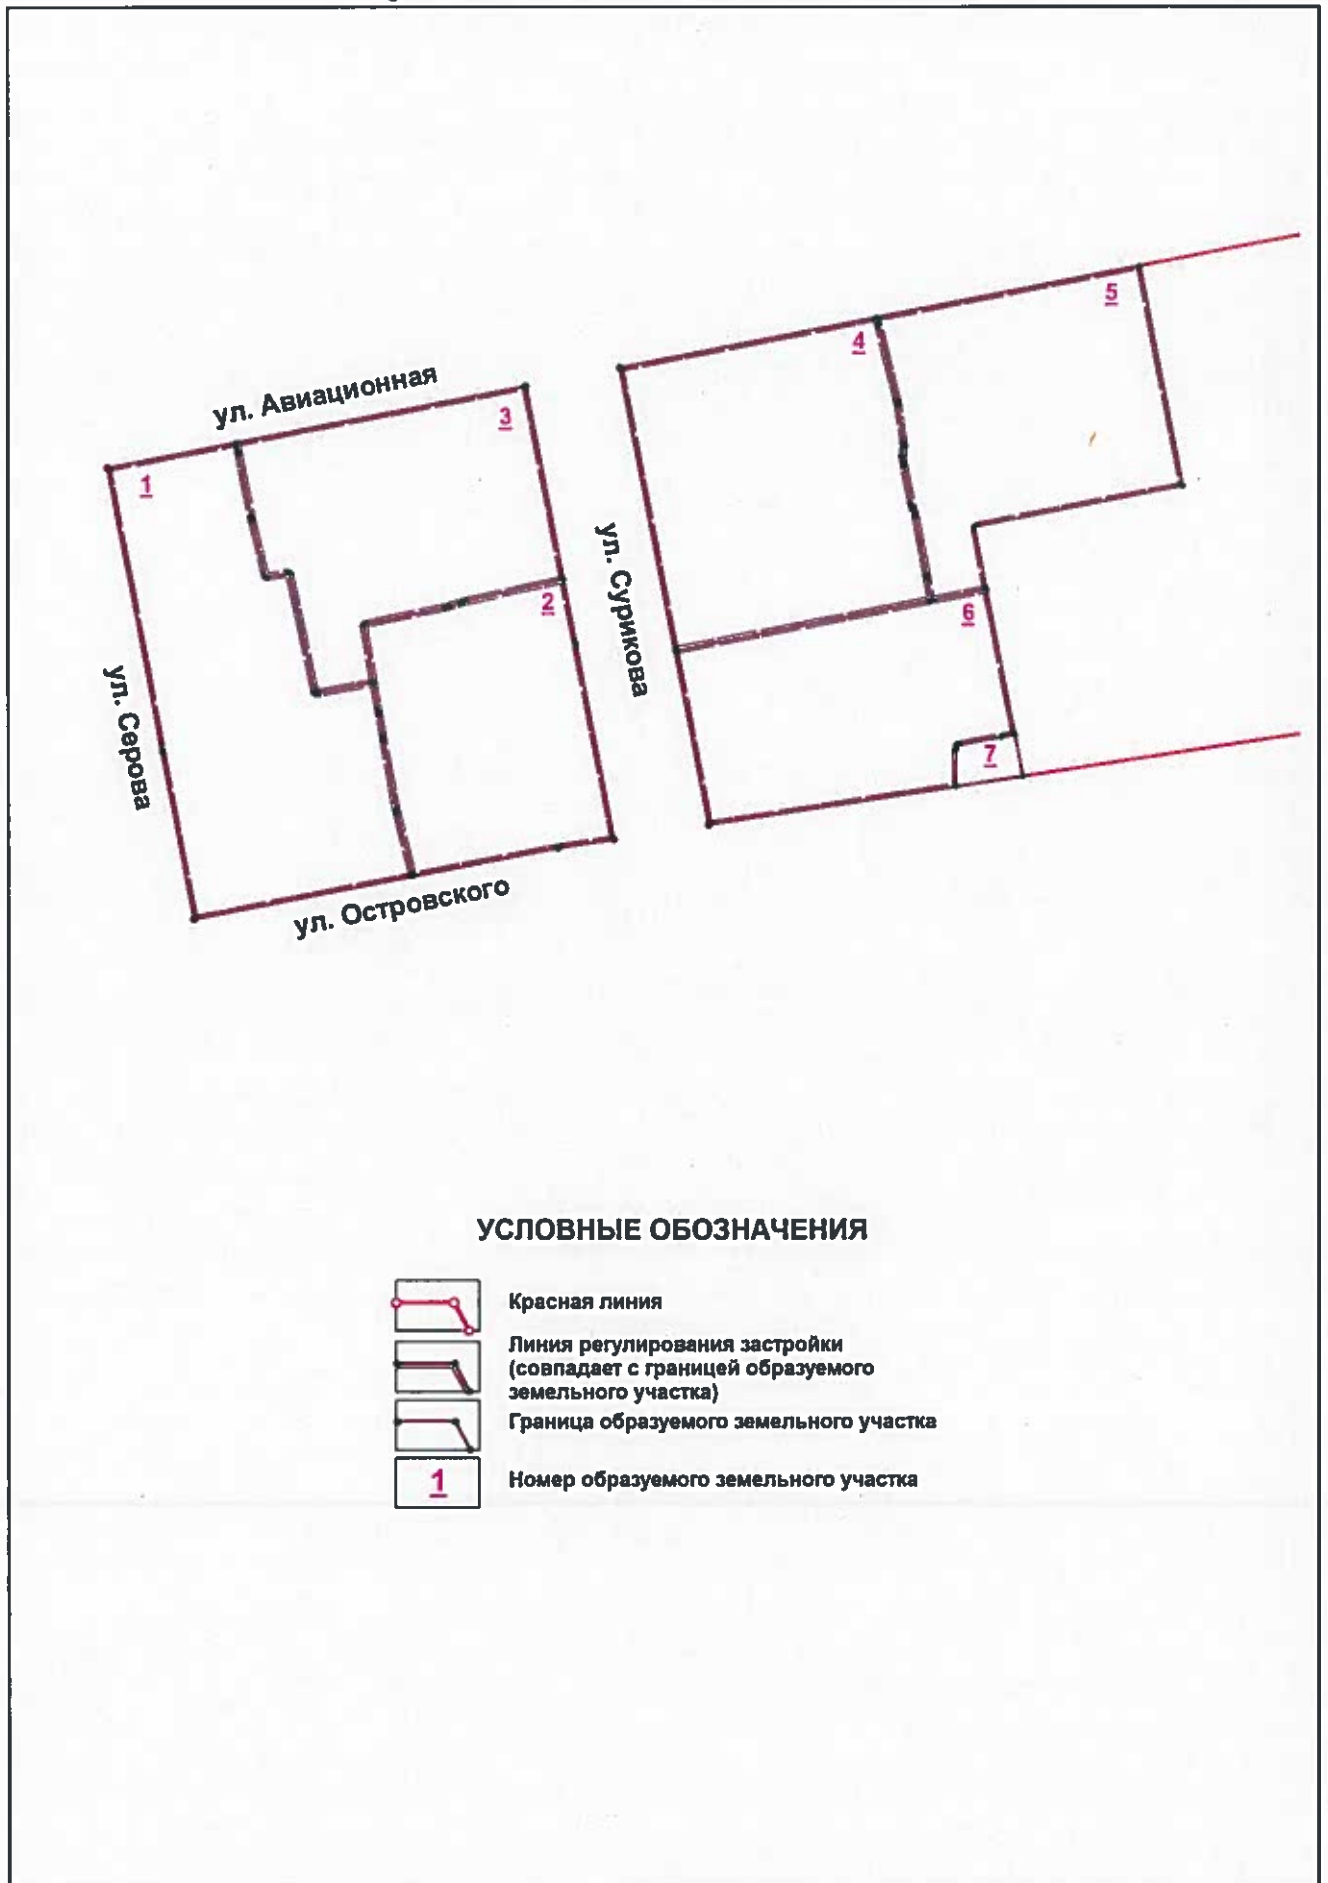 5
4
ул. Авиационная
3
1
ул. Сурикова
2
6
ул. Серова
7
ул. Островского
УСЛОВНЫЕ ОБОЗНАЧЕНИЯ
Красная линия
Линия регулирования застройки
(совпадает с границей образуемого
земельного участка)
Граница образуемого земельного участка
1 Номер образуемого земельного участка